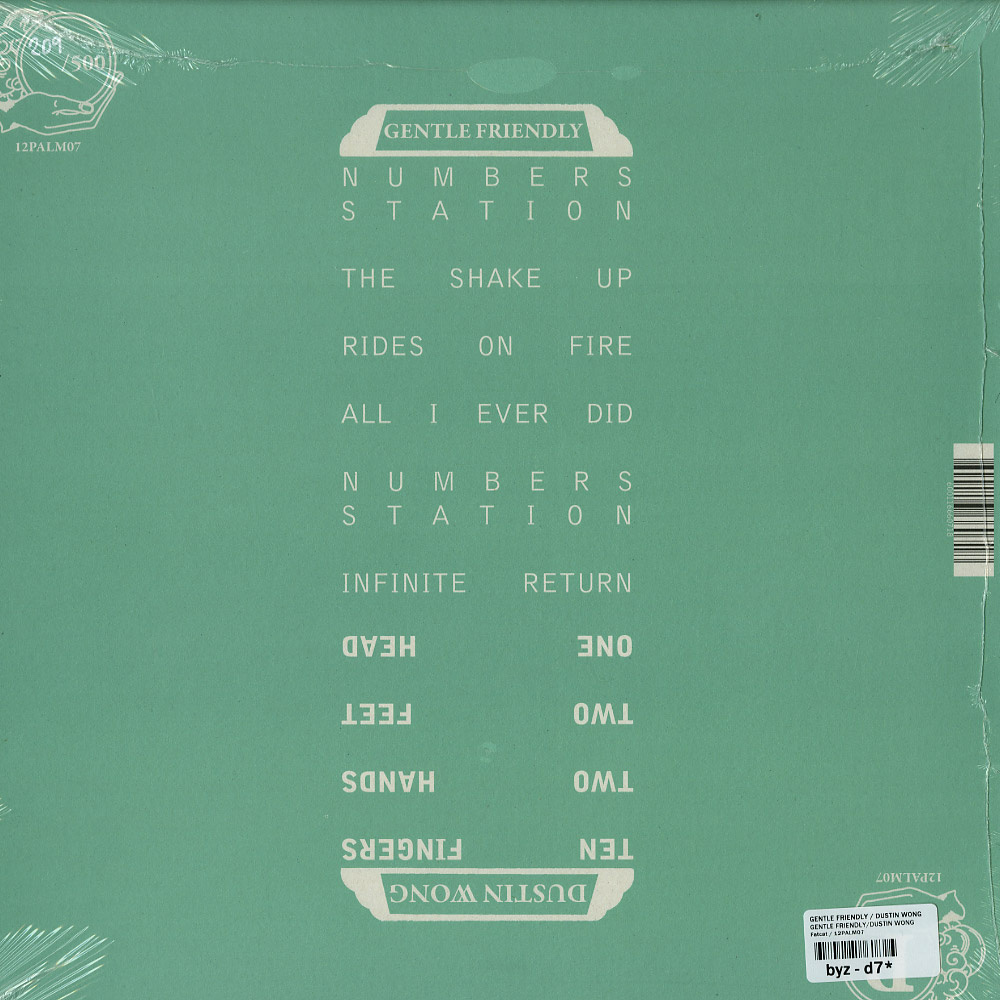 209/500
12PALM07
GENTLE FRIENDLY
NUMBERS
STATION
THE SHAKE UP
RIDES ON FIRE
ALL I EVER DID
NUMBERS
STATION
INFINITE RETURN
DUSTIN WONG
TEN FINGERS
TWO HANDS
TWO FEET
ONE HEAD
12PALM07
GENTLE FRIENDLY / DUSTIN WONG
GENTLE FRIENDLY/DUSTIN WONG
Fatcat / 12PALM07
byz - d7*